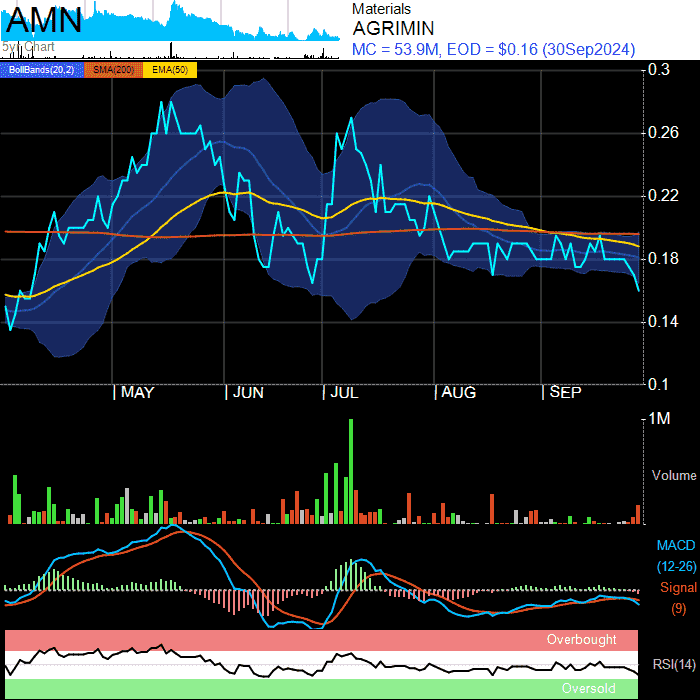 AMN
5yr Chart
Materials
AGRIMIN
MC = 53.9M, EOD = $0.16 (30Sep2024)
BollBands(20,2) SMA(200) EMA(50)
0.3
0.26
0.22
0.18
0.14
0.1
MAY JUN JUL AUG SEP
1M
Volume
MACD
(12-26)
Signal
(9)
Overbought
RSI(14)
Oversold